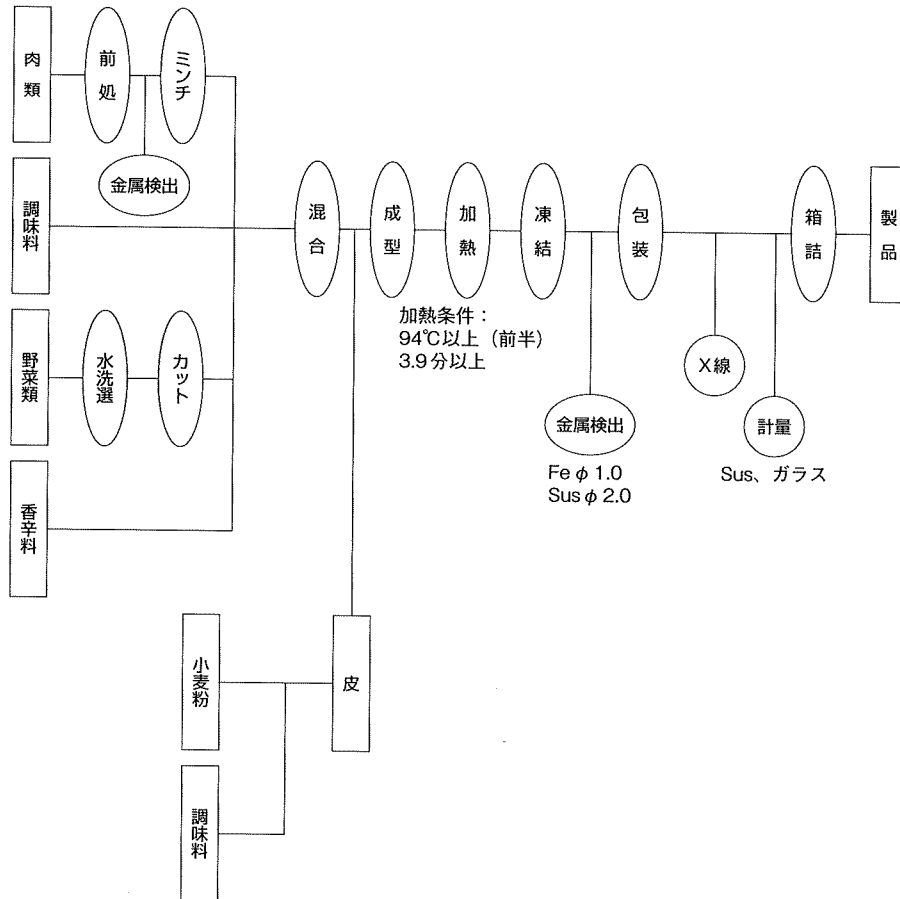 肉類
前処
ミンチ
金属検出
調味料
混合
成型
加熱
凍結
包装
箱詰
製品
加熱条件：
94℃以上（前半）
3.9分以上
野菜類
水洗選
カット
X線
金属検出
計量
Fe φ 1.0
Sus φ 2.0
Sus、ガラス
香辛料
小麦粉
皮
調味料